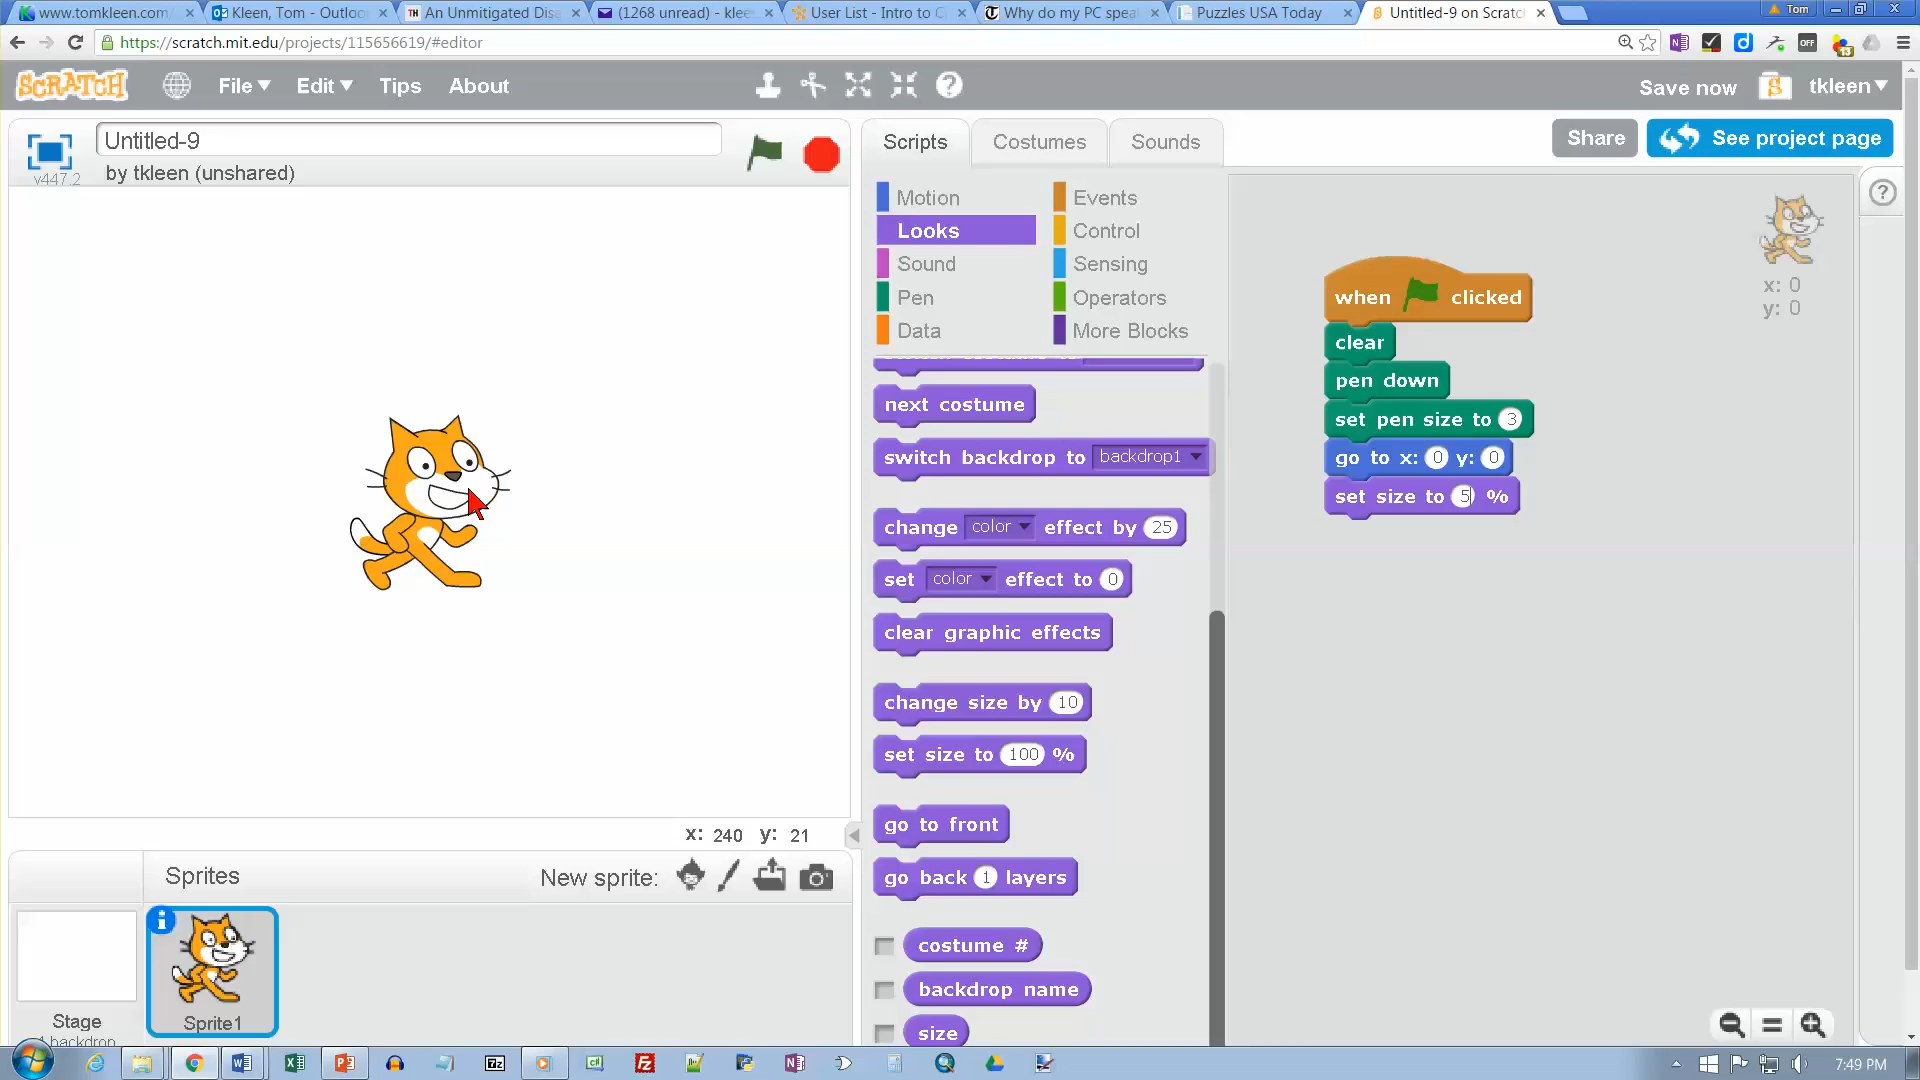 www.tomkleen.com/
Kleen, Tom - Outloo
An Unmitigated Disa
(1268 unread) - klee
User List - Intro to C
Why do my PC spea
Puzzles USA Today
Untitled-9 on Scratc
Tom
https://scratch.mit.edu/projects/115656619/#editor
OFF
13
SCRATCH
File
Edit
Tips
About
Save now
tkleen
Untitled-9
by tkleen (unshared)
v447.2
Scripts
Costumes
Sounds
Share
See project page
Motion
Looks
Sound
Pen
Data
Events
Control
Sensing
Operators
More Blocks
next costume
switch backdrop to backdrop1
change color effect by 25
set color effect to 0
clear graphic effects
change size by 10
set size to 100 %
go to front
go back 1 layers
costume #
backdrop name
size
when clicked
clear
pen down
set pen size to 3
go to x: 0 y: 0
set size to 5 %
x: 0
y: 0
x: 240 y: 21
Sprites
New sprite:
Stage
1 backdrop
Sprite1
7:49 PM